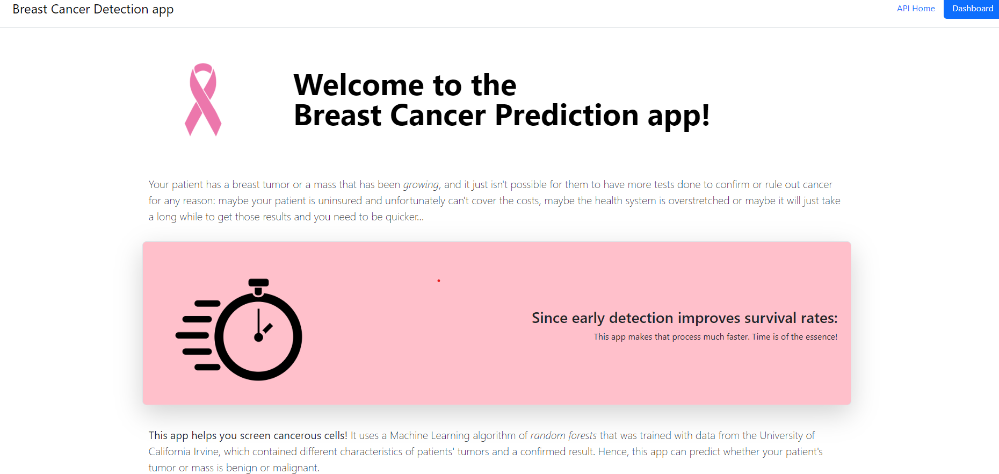 Breast Cancer Detection app
API Home
Dashboard
Welcome to the
Breast Cancer Prediction app!
Your patient has a breast tumor or a mass that has been growing, and it just isn't possible for them to have more tests done to confirm or rule out cancer
for any reason: maybe your patient is uninsured and unfortunately can't cover the costs, maybe the health system is overstretched or maybe it will just take
a long while to get those results and you need to be quicker...
Since early detection improves survival rates:
This app makes that process much faster. Time is of the essence!
This app helps you screen cancerous cells! It uses a Machine Learning algorithm of random forests that was trained with data from the University of
California Irvine, which contained different characteristics of patients' tumors and a confirmed result. Hence, this app can predict whether your patient's
tumor or mass is benign or malignant.